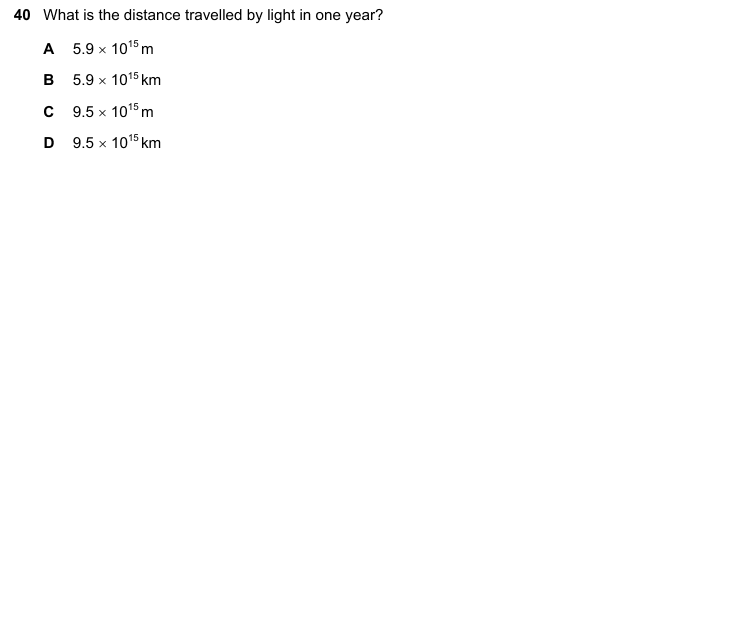 40 What is the distance travelled by light in one year?
A 5.9 × 10¹⁵ m
B 5.9 × 10¹⁵ km
C 9.5 × 10¹⁵ m
D 9.5 × 10¹⁵ km